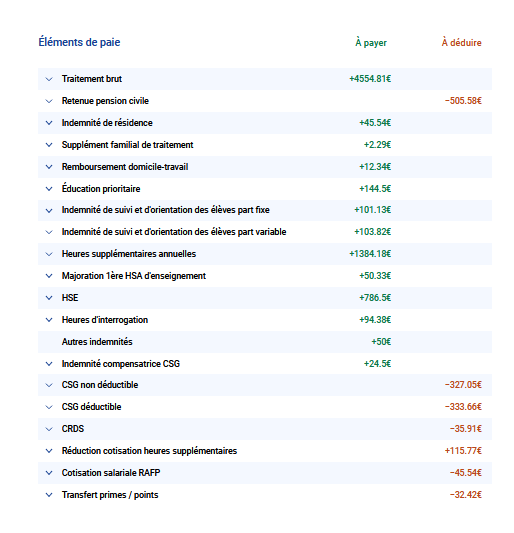 Éléments de paie À payer À déduire
Traitement brut +4554.81€
Retenue pension civile −505.58€
Indemnité de résidence +45.54€
Supplément familial de traitement +2.29€
Remboursement domicile-travail +12.34€
Éducation prioritaire +144.5€
Indemnité de suivi et d'orientation des élèves part fixe +101.13€
Indemnité de suivi et d'orientation des élèves part variable +103.82€
Heures supplémentaires annuelles +1384.18€
Majoration 1ère HSA d'enseignement +50.33€
HSE +786.5€
Heures d'interrogation +94.38€
Autres indemnités +50€
Indemnité compensatrice CSG +24.5€
CSG non déductible −327.05€
CSG déductible −333.66€
CRDS −35.91€
Réduction cotisation heures supplémentaires +115.77€
Cotisation salariale RAFP −45.54€
Transfert primes / points −32.42€